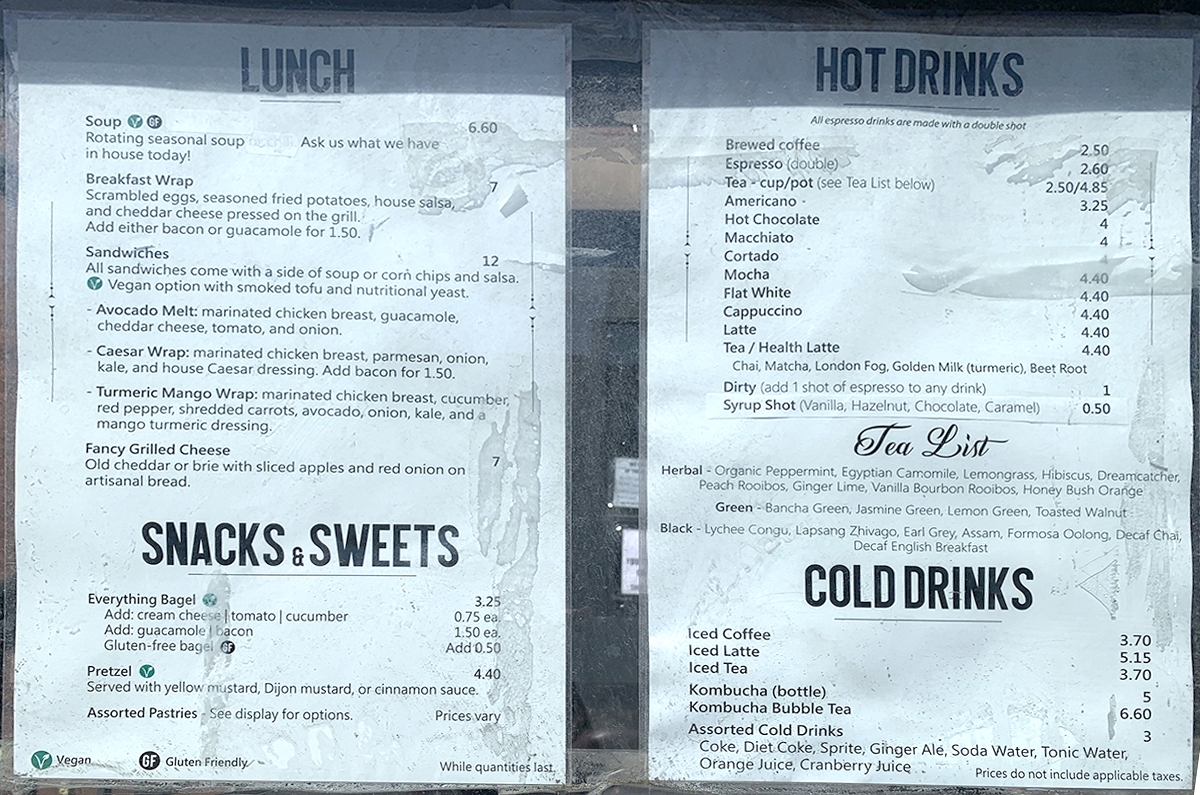 LUNCH
Soup V GF 6.60
Rotating seasonal soup Ask us what we have
in house today!
Breakfast Wrap 7
Scrambled eggs, seasoned fried potatoes, house salsa,
and cheddar cheese pressed on the grill.
Add either bacon or guacamole for 1.50.
Sandwiches 12
All sandwiches come with a side of soup or corn chips and salsa.
V Vegan option with smoked tofu and nutritional yeast.
- Avocado Melt: marinated chicken breast, guacamole,
cheddar cheese, tomato, and onion.
- Caesar Wrap: marinated chicken breast, parmesan, onion,
kale, and house Caesar dressing. Add bacon for 1.50.
- Turmeric Mango Wrap: marinated chicken breast, cucumber,
red pepper, shredded carrots, avocado, onion, kale, and a
mango turmeric dressing.
Fancy Grilled Cheese 7
Old cheddar or brie with sliced apples and red onion on
artisanal bread.
SNACKS & SWEETS
Everything Bagel V 3.25
Add: cream cheese | tomato | cucumber 0.75 ea.
Add: guacamole | bacon 1.50 ea.
Gluten-free bagel GF Add 0.50
Pretzel V 4.40
Served with yellow mustard, Dijon mustard, or cinnamon sauce.
Assorted Pastries - See display for options. Prices vary
V Vegan GF Gluten Friendly While quantities last.
HOT DRINKS
All espresso drinks are made with a double shot
Brewed coffee 2.50
Espresso (double) 2.60
Tea - cup/pot (see Tea List below) 2.50/4.85
Americano 3.25
Hot Chocolate 4
Macchiato 4
Cortado
Mocha 4.40
Flat White 4.40
Cappuccino 4.40
Latte 4.40
Tea / Health Latte 4.40
Chai, Matcha, London Fog, Golden Milk (turmeric), Beet Root
Dirty (add 1 shot of espresso to any drink) 1
Syrup Shot (Vanilla, Hazelnut, Chocolate, Caramel) 0.50
Tea List
Herbal - Organic Peppermint, Egyptian Camomile, Lemongrass, Hibiscus, Dreamcatcher,
Peach Rooibos, Ginger Lime, Vanilla Bourbon Rooibos, Honey Bush Orange
Green - Bancha Green, Jasmine Green, Lemon Green, Toasted Walnut
Black - Lychee Congu, Lapsang Zhivago, Earl Grey, Assam, Formosa Oolong, Decaf Chai,
Decaf English Breakfast
COLD DRINKS
Iced Coffee 3.70
Iced Latte 5.15
Iced Tea 3.70
Kombucha (bottle) 5
Kombucha Bubble Tea 6.60
Assorted Cold Drinks 3
Coke, Diet Coke, Sprite, Ginger Ale, Soda Water, Tonic Water,
Orange Juice, Cranberry Juice
Prices do not include applicable taxes.